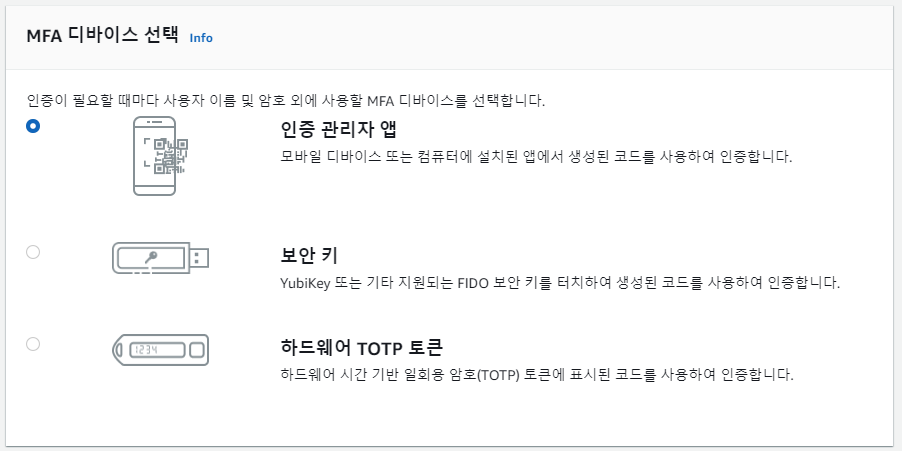 MFA 디바이스 선택 Info
인증이 필요할 때마다 사용자 이름 및 암호 외에 사용할 MFA 디바이스를 선택합니다.
인증 관리자 앱
모바일 디바이스 또는 컴퓨터에 설치된 앱에서 생성된 코드를 사용하여 인증합니다.
보안 키
YubiKey 또는 기타 지원되는 FIDO 보안 키를 터치하여 생성된 코드를 사용하여 인증합니다.
하드웨어 TOTP 토큰
1234
하드웨어 시간 기반 일회용 암호(TOTP) 토큰에 표시된 코드를 사용하여 인증합니다.